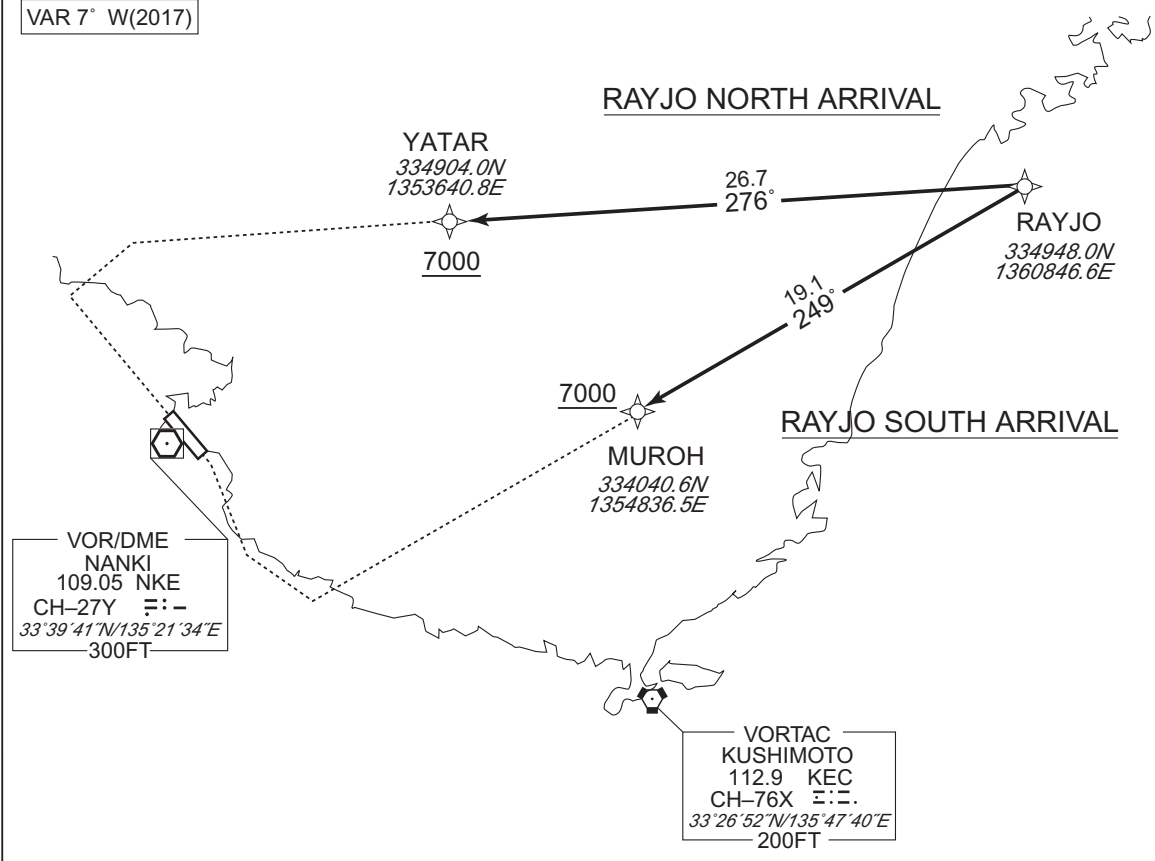 VAR 7° W(2017)
RAYJO NORTH ARRIVAL
YATAR
334904.0N
1353640.8E
7000
26.7
276°
RAYJO
334948.0N
1360846.6E
19.1
249°
7000
RAYJO SOUTH ARRIVAL
MUROH
334040.6N
1354836.5E
VOR/DME
NANKI
109.05 NKE
CH–27Y
33°39′41″N/135°21′34″E
300FT
VORTAC
KUSHIMOTO
112.9 KEC
CH–76X
33°26′52″N/135°47′40″E
200FT